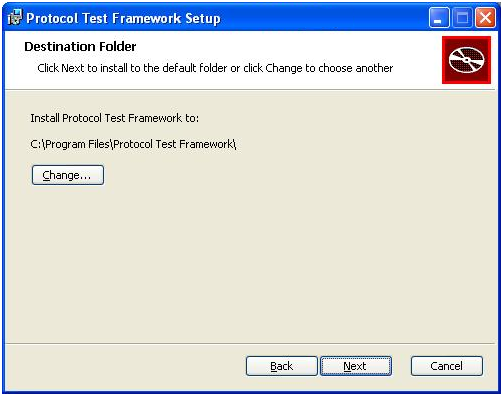 Protocol Test Framework Setup
Destination Folder
Click Next to install to the default folder or click Change to choose another
Install Protocol Test Framework to:
C:\Program Files\Protocol Test Framework\
Change...
Back Next Cancel